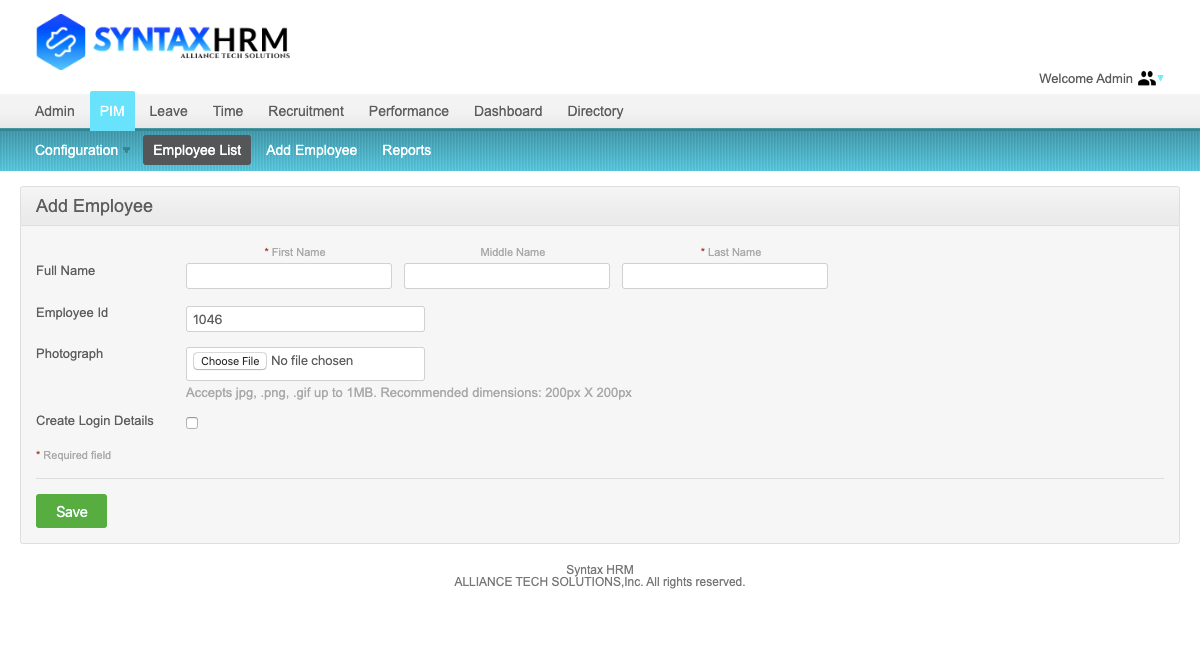 SYNTAXHRM
ALLIANCE TECH SOLUTIONS
Welcome Admin
Admin PIM Leave Time Recruitment Performance Dashboard Directory
Configuration Employee List Add Employee Reports
Add Employee
* First Name Middle Name * Last Name
Full Name
Employee Id 1046
Photograph Choose File No file chosen
Accepts jpg, .png, .gif up to 1MB. Recommended dimensions: 200px X 200px
Create Login Details
* Required field
Save
Syntax HRM
ALLIANCE TECH SOLUTIONS,Inc. All rights reserved.